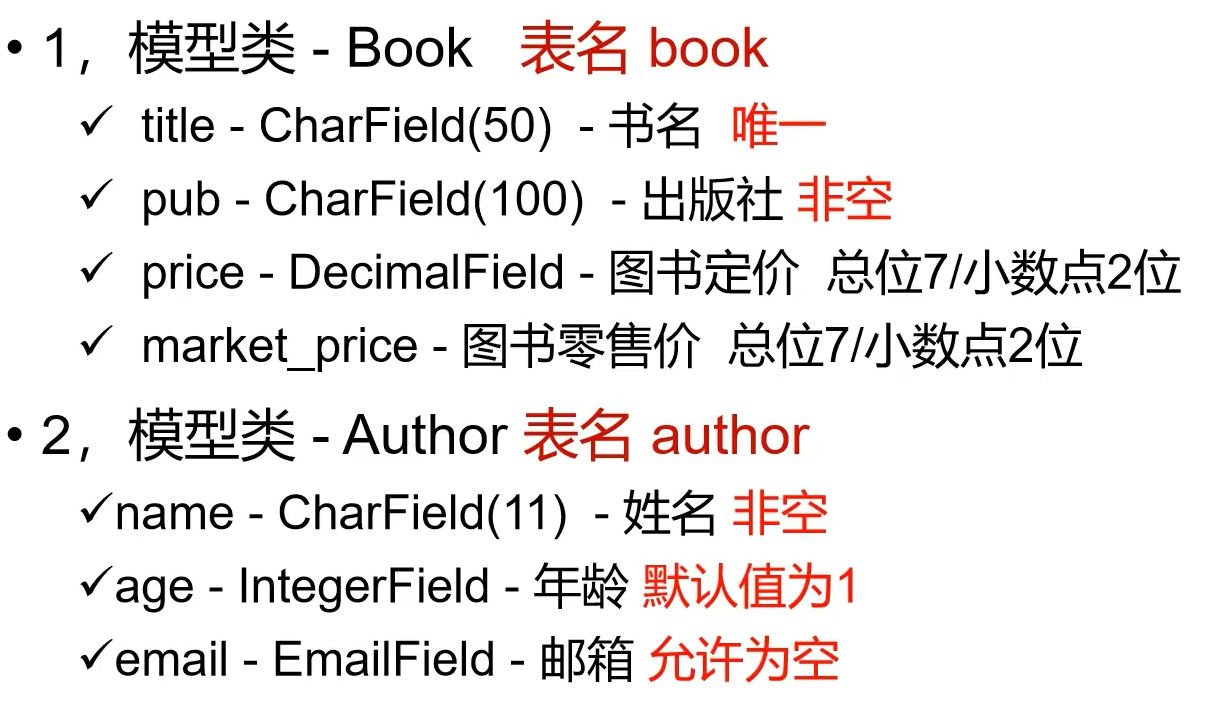 • 1，模型类 - Book 表名 book
✓ title - CharField(50) - 书名 唯一
✓ pub - CharField(100) - 出版社 非空
✓ price - DecimalField - 图书定价 总位7/小数点2位
✓ market_price - 图书零售价 总位7/小数点2位
• 2，模型类 - Author 表名 author
✓name - CharField(11) - 姓名 非空
✓age - IntegerField - 年龄 默认值为1
✓email - EmailField - 邮箱 允许为空